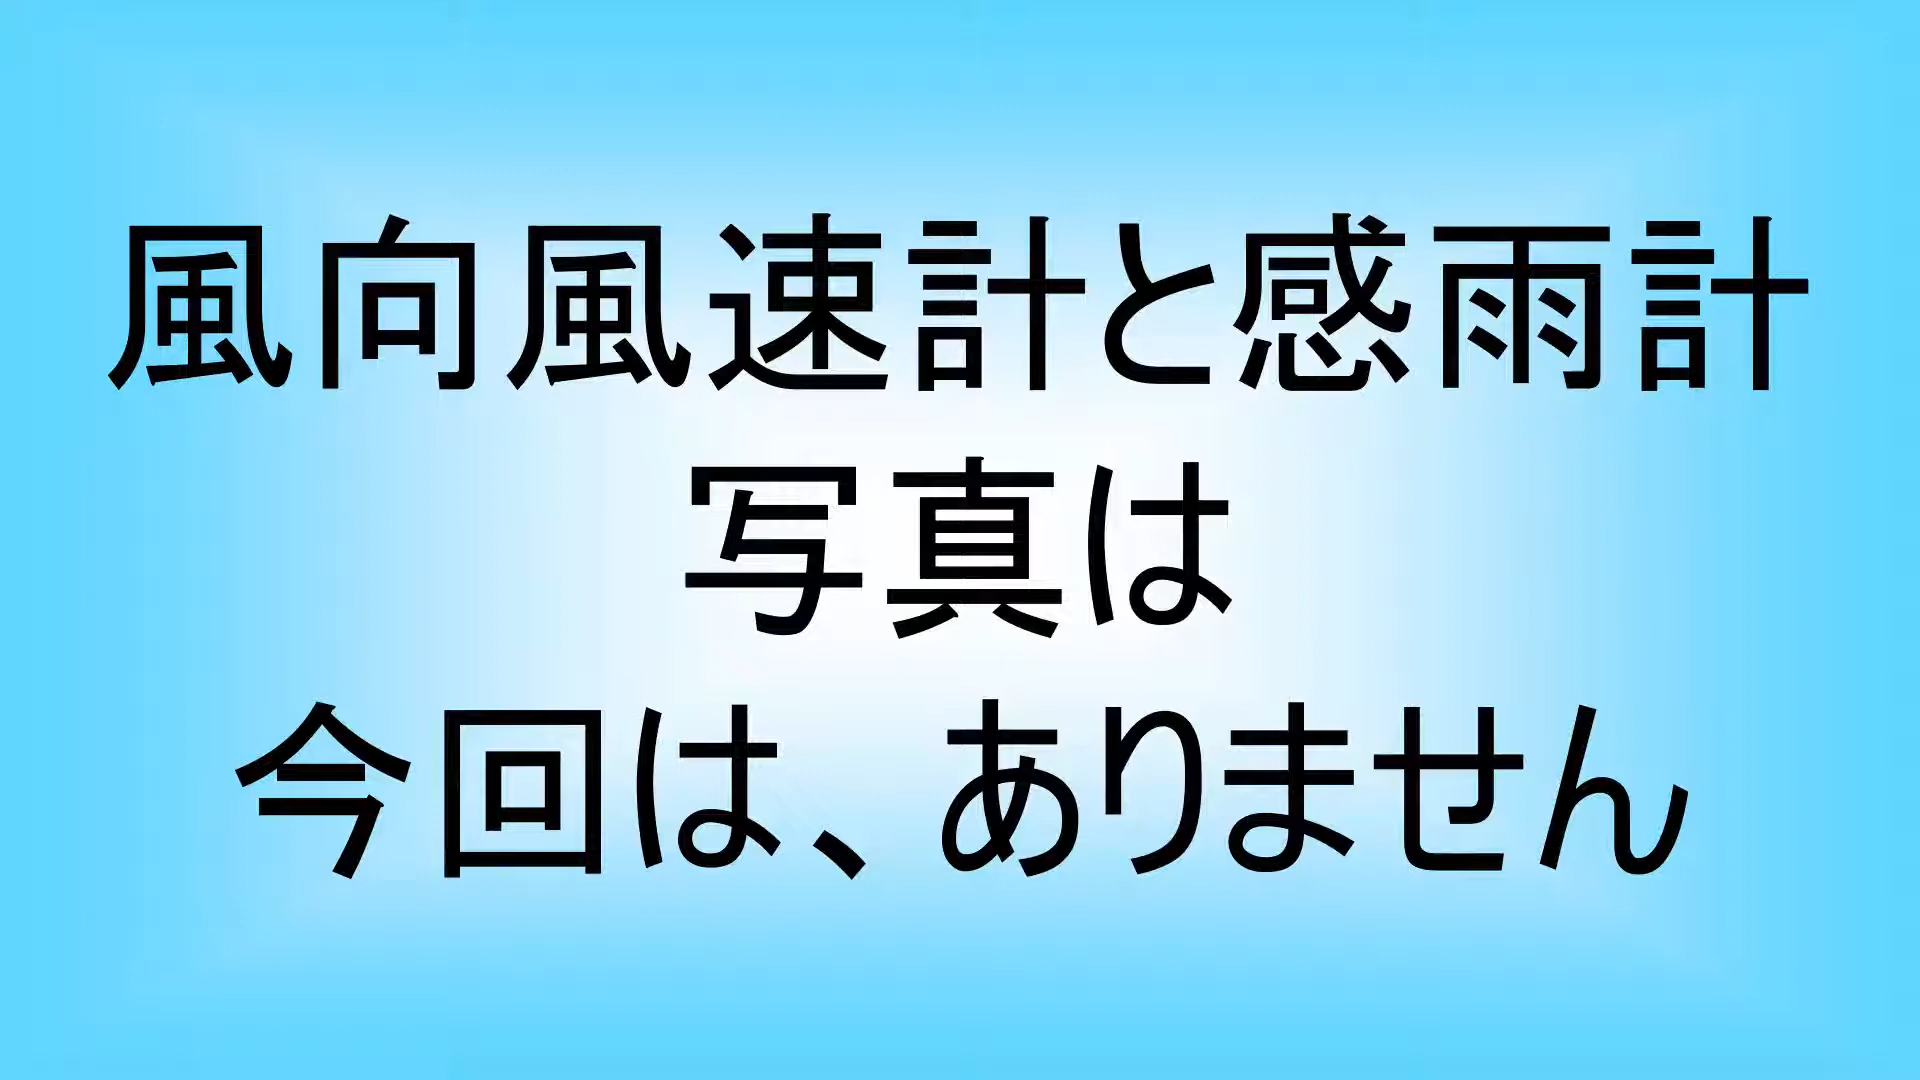 風向風速計と感雨計
写真は
今回は、ありません